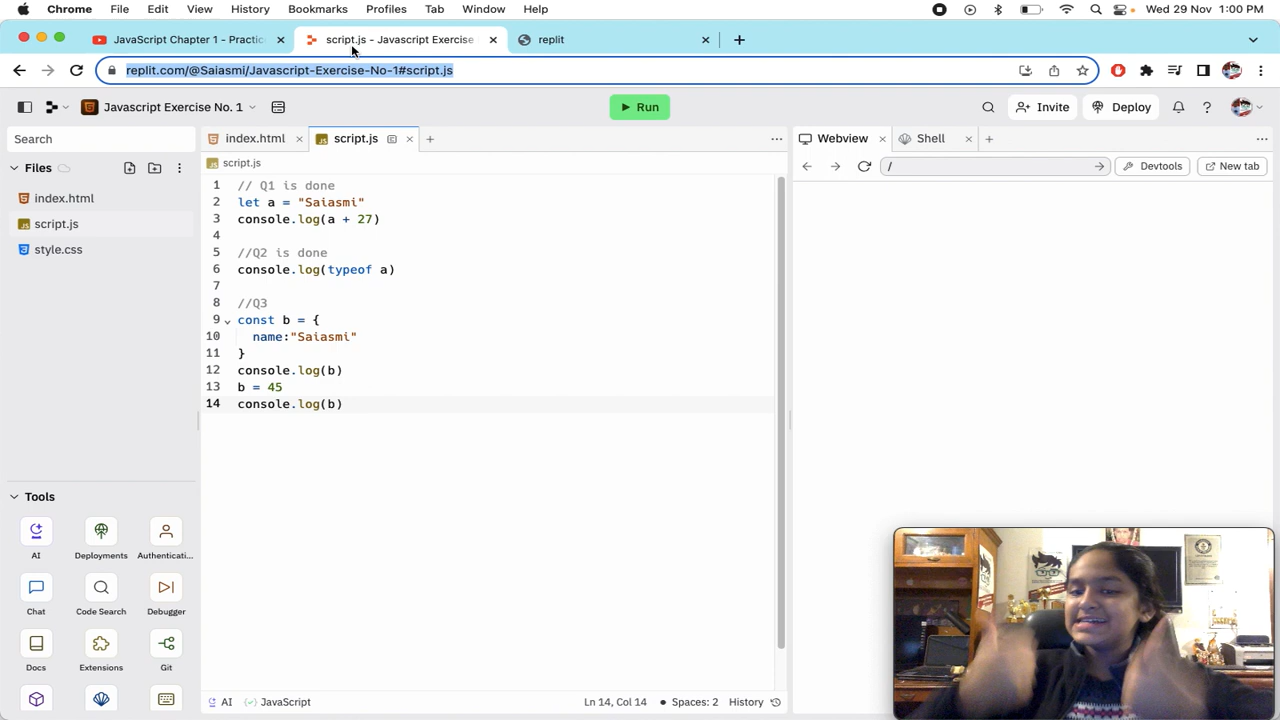 Chrome File Edit View History Bookmarks Profiles Tab Window Help Wed 29 Nov 1:00 PM
JavaScript Chapter 1 - Practic script.js - Javascript Exercise replit
replit.com/@Saiasmi/Javascript-Exercise-No-1#script.js
Javascript Exercise No. 1 Run Invite Deploy
Search index.html script.js Webview Shell
Files script.js / Devtools New tab
index.html
script.js
style.css
1 // Q1 is done
2 let a = "Saiasmi"
3 console.log(a + 27)
4
5 //Q2 is done
6 console.log(typeof a)
7
8 //Q3
9 const b = {
10 name:"Saiasmi"
11 }
12 console.log(b)
13 b = 45
14 console.log(b)
Tools
AI Deployments Authenticati...
Chat Code Search Debugger
Docs Extensions Git
AI JavaScript Ln 14, Col 14 Spaces: 2 History